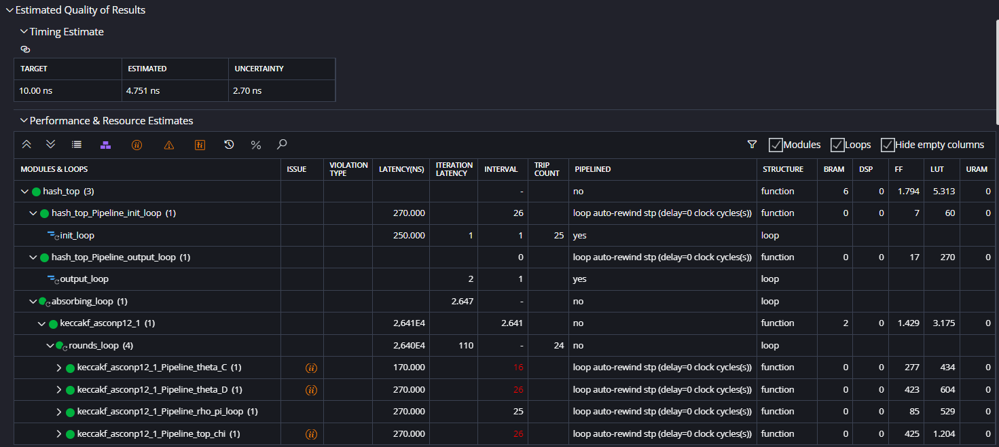 Estimated Quality of Results
Timing Estimate
TARGET ESTIMATED UNCERTAINTY
10.00 ns 4.751 ns 2.70 ns
Performance & Resource Estimates
Modules Loops Hide empty columns
MODULES & LOOPS ISSUE VIOLATION TYPE LATENCY(NS) ITERATION LATENCY INTERVAL TRIP COUNT PIPELINED STRUCTURE BRAM DSP FF LUT URAM
hash_top (3) - no function 6 0 1.794 5.313 0
hash_top_Pipeline_init_loop (1) 270.000 26 loop auto-rewind stp (delay=0 clock cycles(s)) function 0 0 7 60 0
init_loop 250.000 1 1 25 yes loop
hash_top_Pipeline_output_loop (1) 0 loop auto-rewind stp (delay=0 clock cycles(s)) function 0 0 17 270 0
output_loop 2 1 yes loop
absorbing_loop (1) 2.647 - no loop
keccakf_asconp12_1 (1) 2,641E4 2.641 no function 2 0 1.429 3.175 0
rounds_loop (4) 2,640E4 110 - 24 no loop
keccakf_asconp12_1_Pipeline_theta_C (1) ii 170.000 16 loop auto-rewind stp (delay=0 clock cycles(s)) function 0 0 277 434 0
keccakf_asconp12_1_Pipeline_theta_D (1) ii 270.000 26 loop auto-rewind stp (delay=0 clock cycles(s)) function 0 0 423 604 0
keccakf_asconp12_1_Pipeline_rho_pi_loop (1) 270.000 25 loop auto-rewind stp (delay=0 clock cycles(s)) function 0 0 85 529 0
keccakf_asconp12_1_Pipeline_top_chi (1) ii 270.000 26 loop auto-rewind stp (delay=0 clock cycles(s)) function 0 0 425 1.204 0